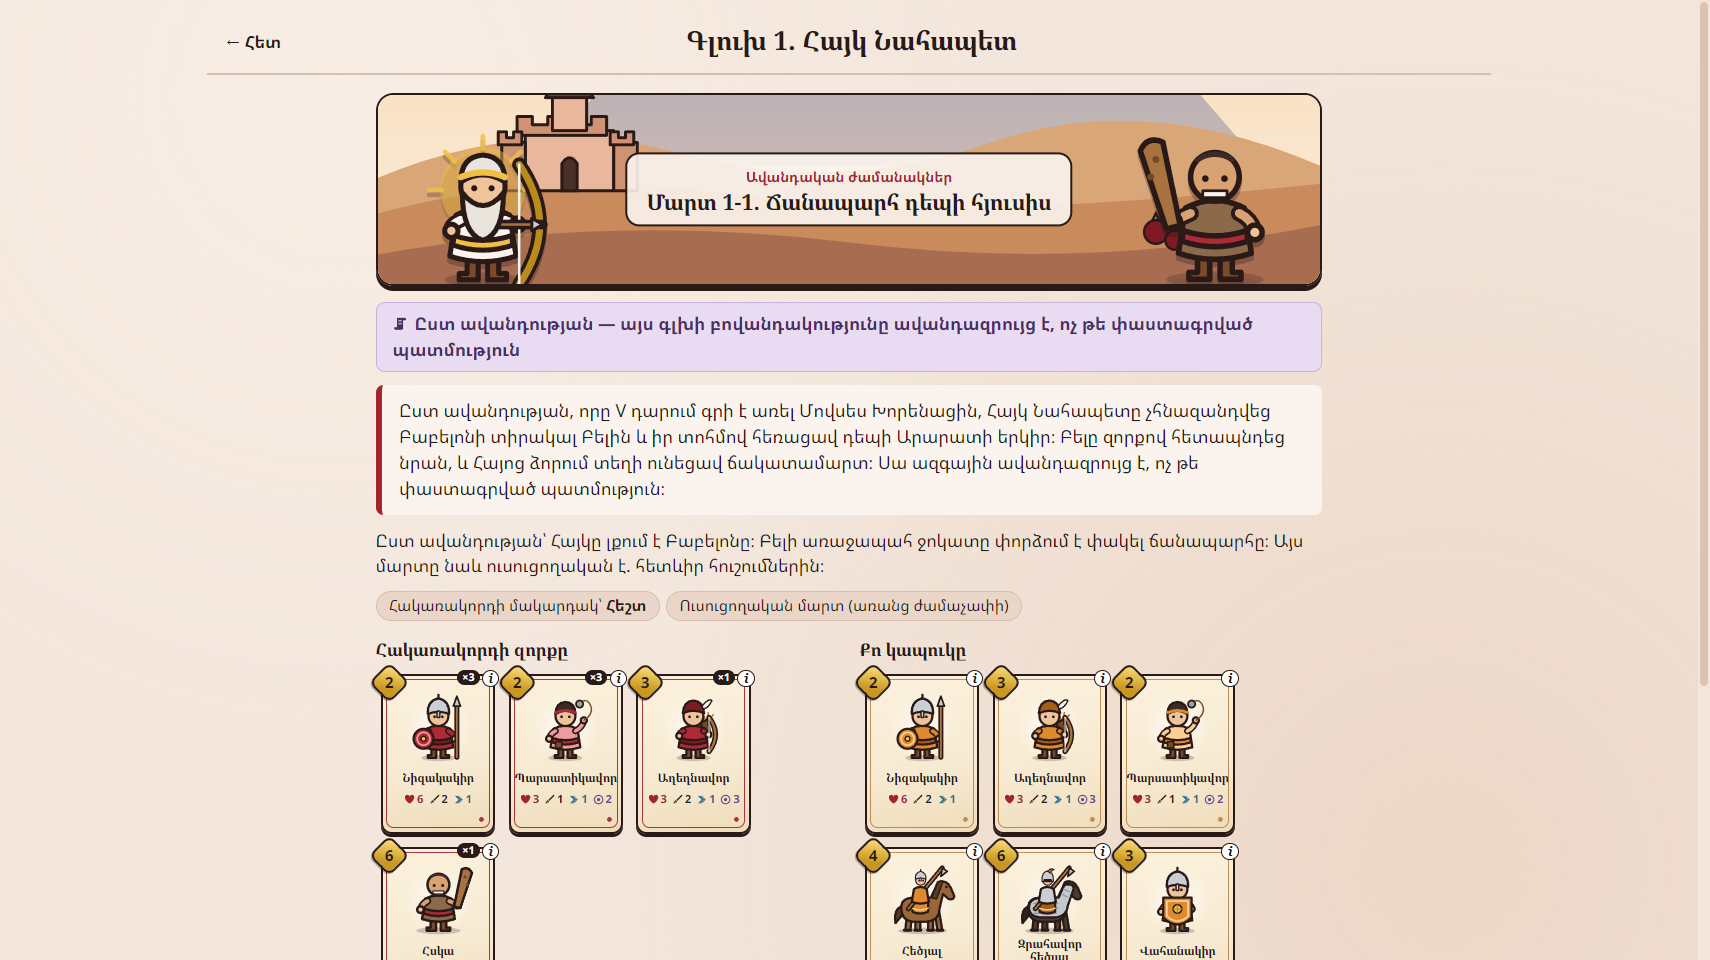 ← Հետ
Գլուխ 1. Հայկ Նահապետ
Ավանդական ժամանակներ
Մարտ 1-1. Ճանապարհ դեպի հյուսիս
Ըստ ավանդության — այս գլխի բովանդակությունը ավանդազրույց է, ոչ թե փաստագրված
պատմություն
Ըստ ավանդության, որը V դարում գրի է առել Մովսես Խորենացին, Հայկ Նահապետը չհնազանդվեց
Բաբելոնի տիրակալ Բելին և իր տոհմով հեռացավ դեպի Արարատի երկիր։ Բելը զորքով հետապնդեց
նրան, և Հայոց ձորում տեղի ունեցավ ճակատամարտ։ Սա ազգային ավանդազրույց է, ոչ թե
փաստագրված պատմություն։
Ըստ ավանդության՝ Հայկը լքում է Բաբելոնը։ Բելի առաջապահ ջոկատը փորձում է փակել ճանապարհը։ Այս
մարտը նաև ուսուցողական է. հետևիր հուշումներին։
Հակառակորդի մակարդակ՝ Հեշտ
Ուսուցողական մարտ (առանց ժամաչափի)
Հակառակորդի զորքը
2 ×3 i
Նիզակակիր
6 2 1
2 ×3 i
Պարսատիկավոր
3 1 1 2
3 ×1 i
Աղեղնավոր
3 2 1 3
6 ×1 i
Հսկա
Քո կապուկը
2 i
Նիզակակիր
6 2 1
3 i
Աղեղնավոր
3 2 1 3
2 i
Պարսատիկավոր
3 1 1 2
4 i
Հեծյալ
6 i
Զրահավոր
հեծյալ
3 i
Վահանակիր